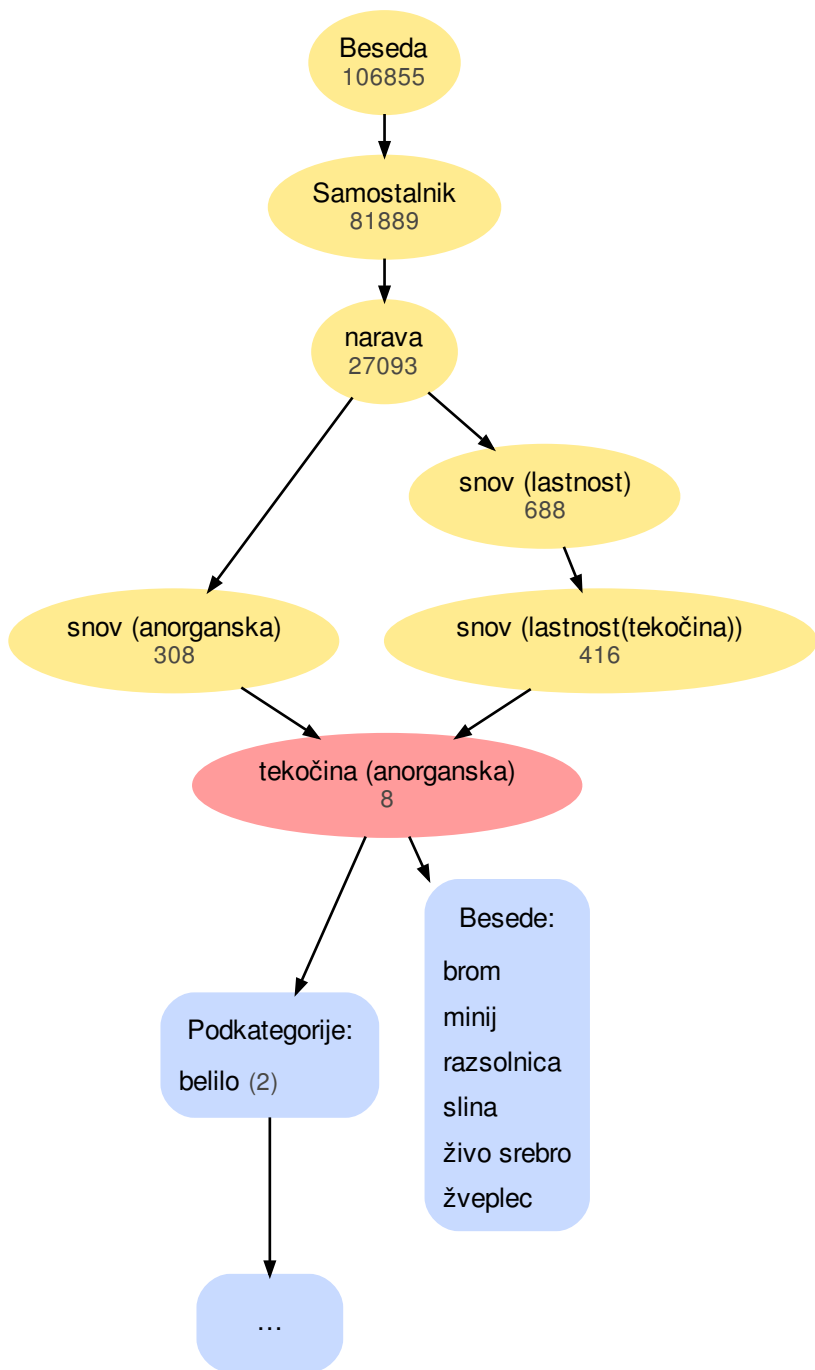 Beseda
106855
Samostalnik
81889
narava
27093
snov (lastnost)
688
snov (anorganska)
308
snov (lastnost(tekočina))
416
tekočina (anorganska)
8
Besede:
brom
minij
razsolnica
slina
živo srebro
žveplec
Podkategorije:
belilo (2)
...